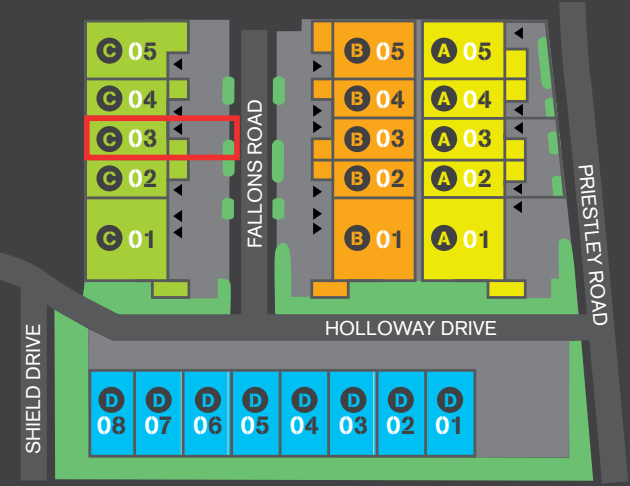 C 05
B 05
A 05
C 04
B 04
A 04
C 03
B 03
A 03
C 02
B 02
A 02
C 01
B 01
A 01
FALLONS ROAD
PRIESTLEY ROAD
HOLLOWAY DRIVE
SHIELD DRIVE
D 08
D 07
D 06
D 05
D 04
D 03
D 02
D 01